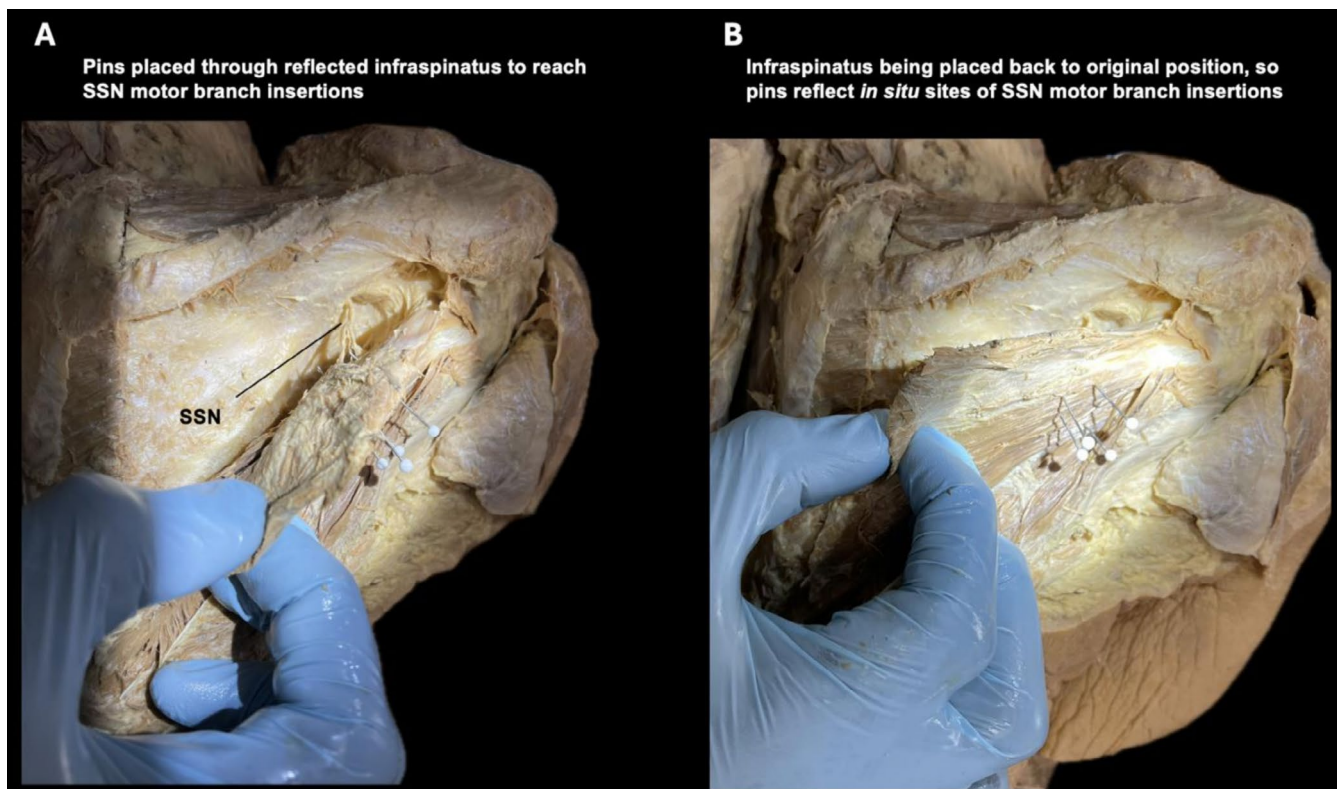 A
Pins placed through reflected infraspinatus to reach
SSN motor branch insertions
SSN
B
Infraspinatus being placed back to original position, so
pins reflect in situ sites of SSN motor branch insertions